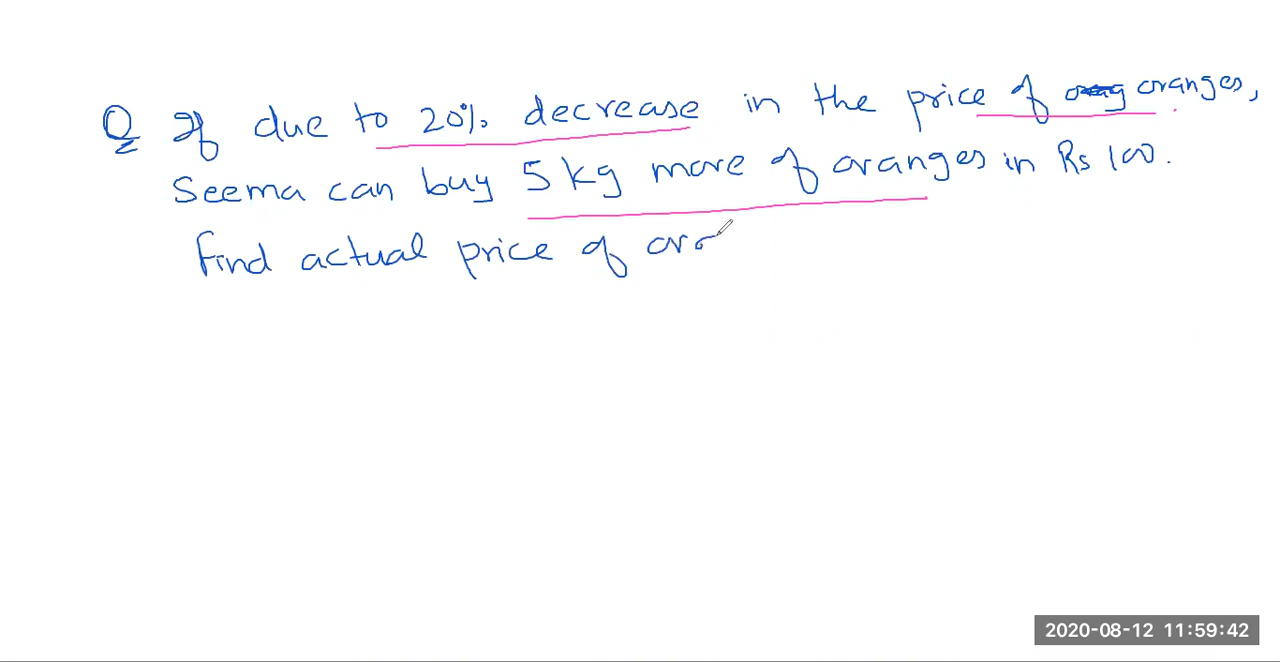 Q If due to 20% decrease in the price of oranges,
Seema can buy 5 kg more of oranges in Rs 100.
Find actual price of ora
2020-08-12 11:59:42